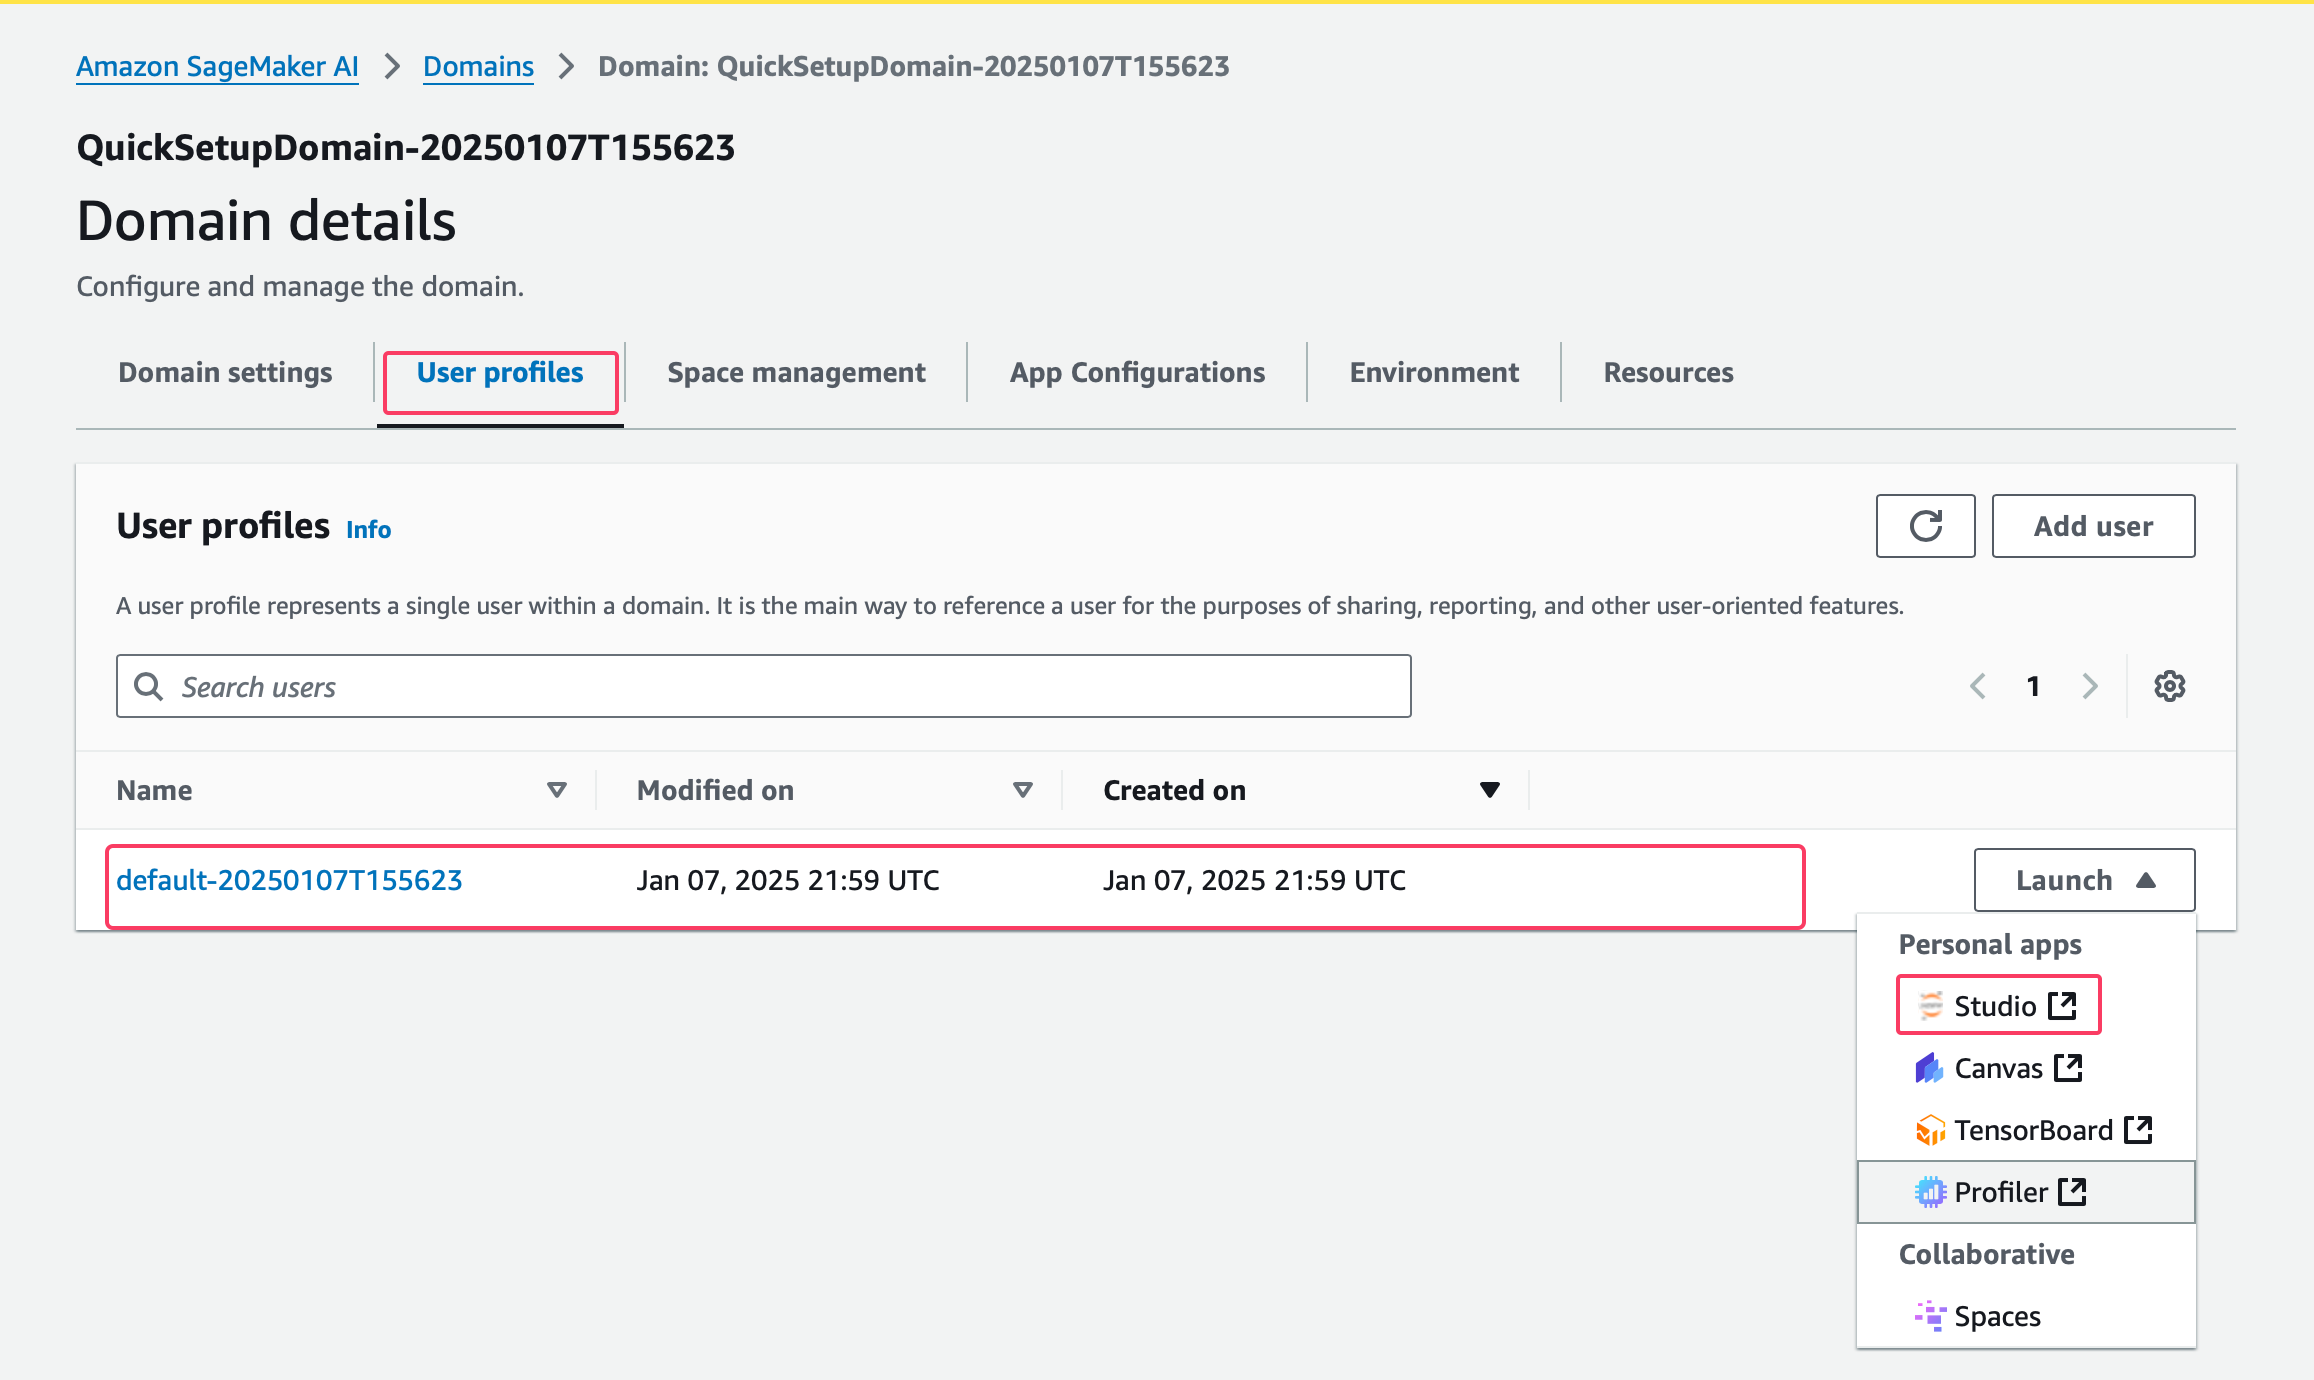 Amazon SageMaker AI > Domains > Domain: QuickSetupDomain-20250107T155623
QuickSetupDomain-20250107T155623
Domain details
Configure and manage the domain.
Domain settings User profiles Space management App Configurations Environment Resources
User profiles Info
Add user
A user profile represents a single user within a domain. It is the main way to reference a user for the purposes of sharing, reporting, and other user-oriented features.
Search users
1
Name Modified on Created on
default-20250107T155623 Jan 07, 2025 21:59 UTC Jan 07, 2025 21:59 UTC Launch
Personal apps
Studio
Canvas
TensorBoard
Profiler
Collaborative
Spaces